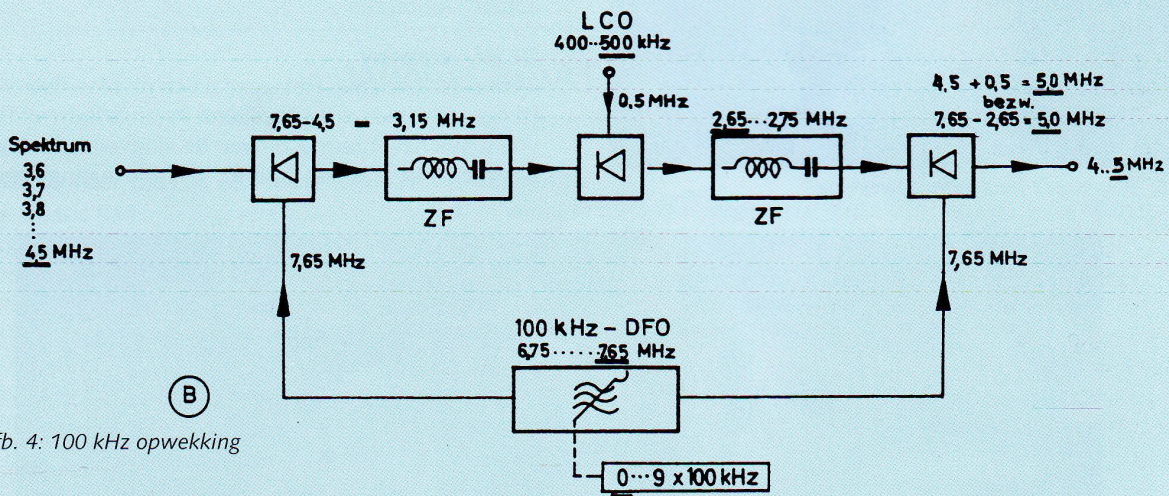 LCO
400··500 kHz
0,5 MHz
4,5 + 0,5 = 5,0 MHz
bezw.
7,65 - 2,65 = 5,0 MHz
7,65-4,5 = 3,15 MHz
2,65···2,75 MHz
Spektrum
3,6
3,7
3,8
4,5 MHz
ZF
ZF
4..5 MHz
7,65 MHz
7,65 MHz
100 kHz - DFO
6,75······7,65 MHz
B
fb. 4: 100 kHz opwekking
0···9 x 100 kHz